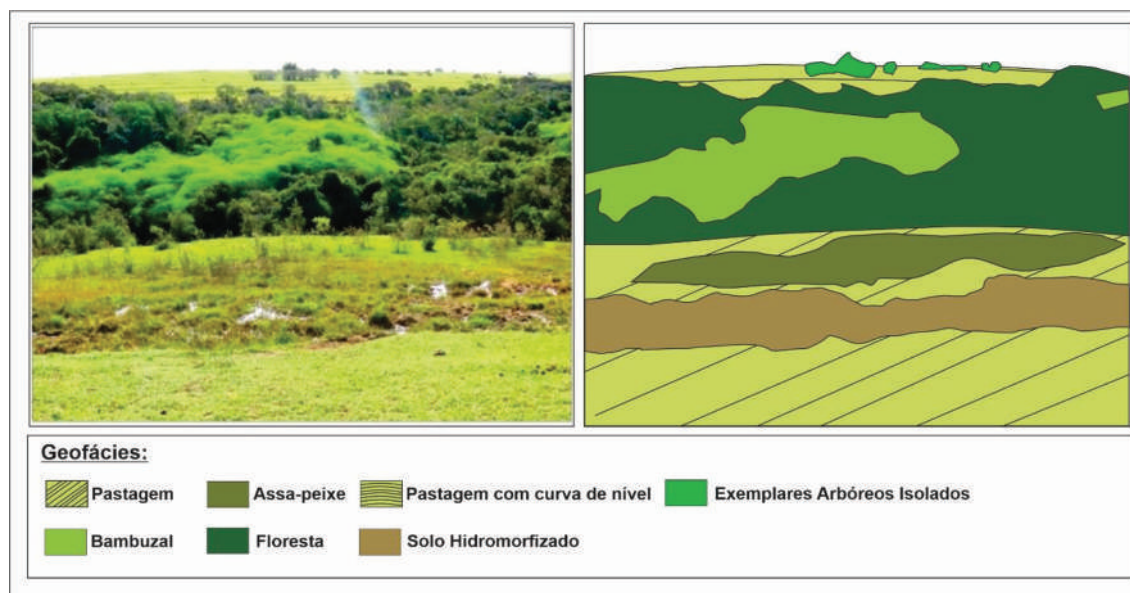 Geofácies:
Pastagem Assa-peixe Pastagem com curva de nível Exemplares Arbóreos Isolados
Bambuzal Floresta Solo Hidromorfizado